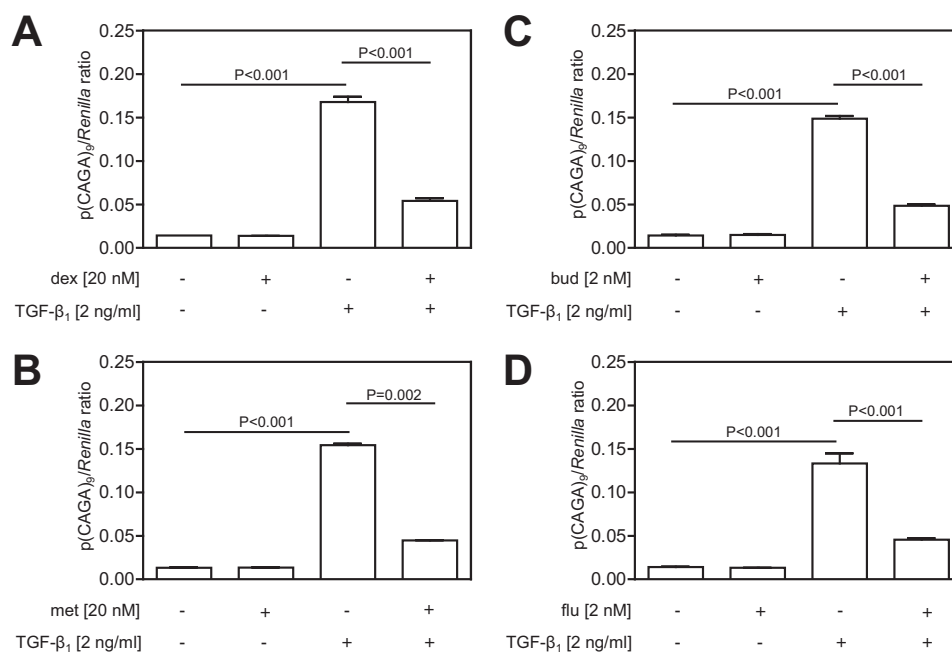 A
p(CAGA)₉/Renilla ratio
0.25
0.20
0.15
0.10
0.05
0.00
P<0.001
P<0.001
dex [20 nM] - + - +
TGF-β₁ [2 ng/ml] - - + +
C
p(CAGA)₉/Renilla ratio
0.25
0.20
0.15
0.10
0.05
0.00
P<0.001
P<0.001
bud [2 nM] - + - +
TGF-β₁ [2 ng/ml] - - + +
B
p(CAGA)₉/Renilla ratio
0.25
0.20
0.15
0.10
0.05
0.00
P=0.002
P<0.001
met [20 nM] - + - +
TGF-β₁ [2 ng/ml] - - + +
D
p(CAGA)₉/Renilla ratio
0.25
0.20
0.15
0.10
0.05
0.00
P<0.001
P<0.001
flu [2 nM] - + - +
TGF-β₁ [2 ng/ml] - - + +